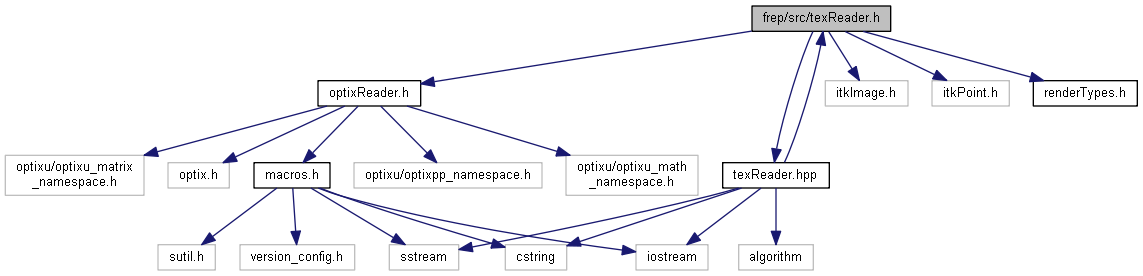 frep/src/texReader.h
optixReader.h
itkImage.h
itkPoint.h
renderTypes.h
optixu/optixu_matrix
_namespace.h
optix.h
macros.h
optixu/optixpp_namespace.h
optixu/optixu_math
_namespace.h
texReader.hpp
sutil.h
version_config.h
sstream
cstring
iostream
algorithm